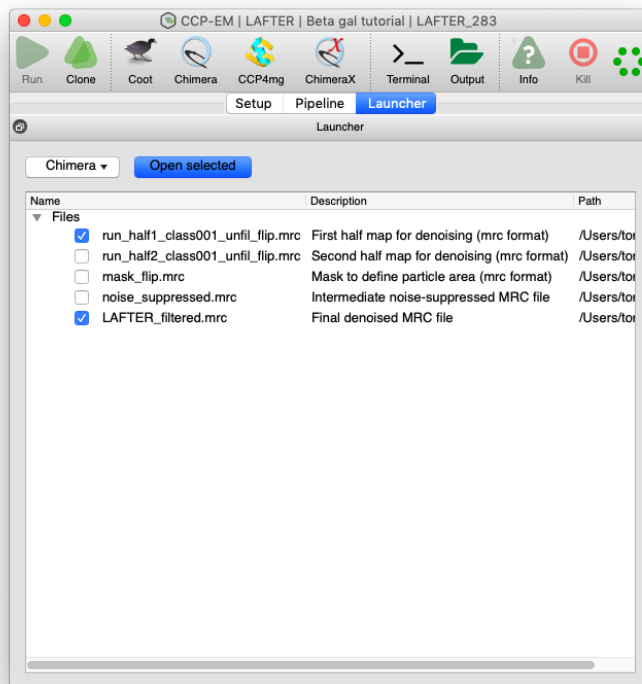 CCP-EM | LAFTER | Beta gal tutorial | LAFTER_283
Run Clone Coot Chimera CCP4mg ChimeraX Terminal Output Info Kill
Setup Pipeline Launcher
Launcher
Chimera Open selected
Name Description Path
Files
run_half1_class001_unfil_flip.mrc First half map for denoising (mrc format) /Users/tor
run_half2_class001_unfil_flip.mrc Second half map for denoising (mrc format) /Users/tor
mask_flip.mrc Mask to define particle area (mrc format) /Users/tor
noise_suppressed.mrc Intermediate noise-suppressed MRC file /Users/tor
LAFTER_filtered.mrc Final denoised MRC file /Users/tor